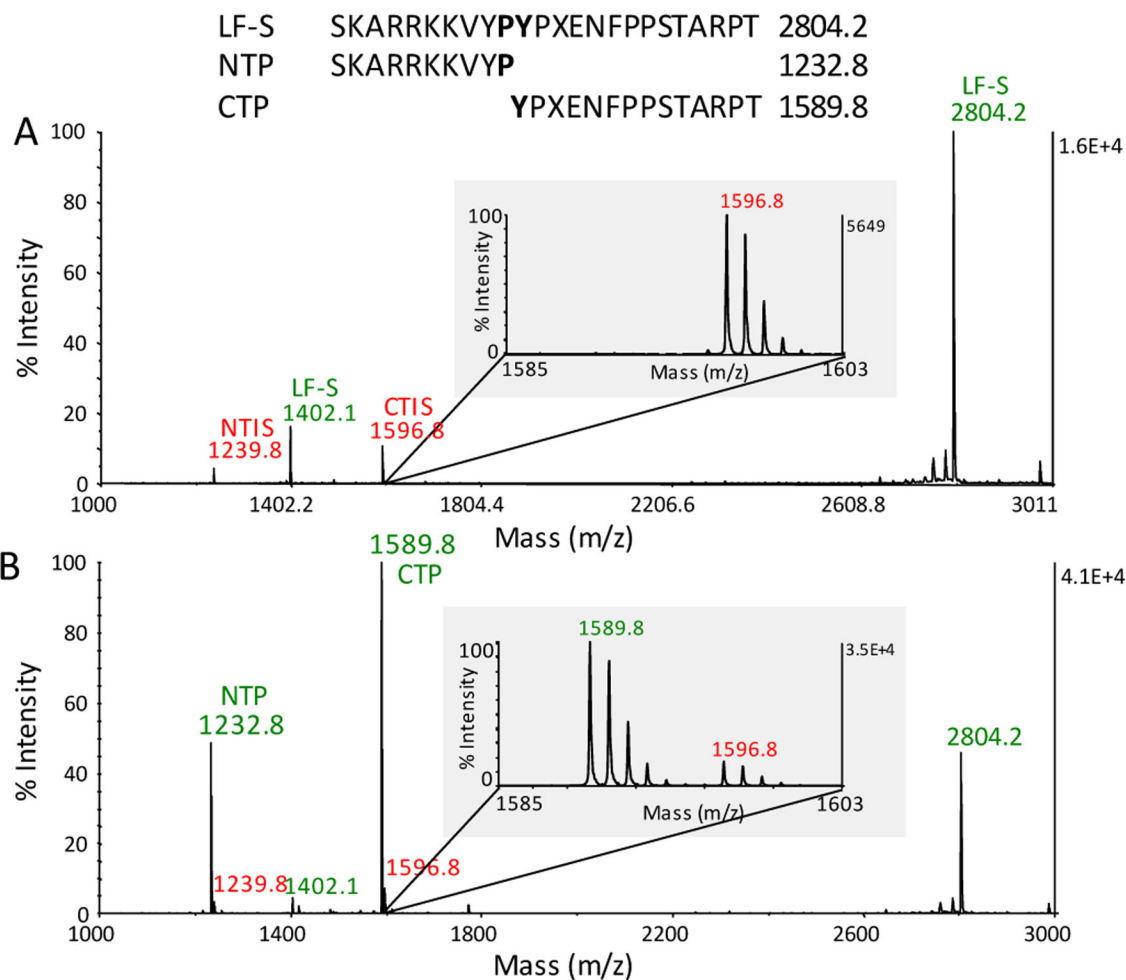 LF-S SKARRKKVYPYPXENFPPSTARPT 2804.2
NTP SKARRKKVYP 1232.8
CTP YPXENFPPSTARPT 1589.8
A
LF-S
2804.2
100
1.6E+4
80
60
40
20
0
% Intensity
1596.8
100
5649
% Intensity
0
1585
Mass (m/z)
1603
LF-S
1402.1
NTIS
1239.8
CTIS
1596.8
1000
1402.2
1804.4
2206.6
2608.8
3011
Mass (m/z)
B
1589.8
CTP
100
4.1E+4
80
60
40
20
0
% Intensity
1589.8
100
3.5E+4
% Intensity
1596.8
0
1585
Mass (m/z)
1603
NTP
1232.8
2804.2
1596.8
1239.8
1402.1
1000
1400
1800
2200
2600
3000
Mass (m/z)